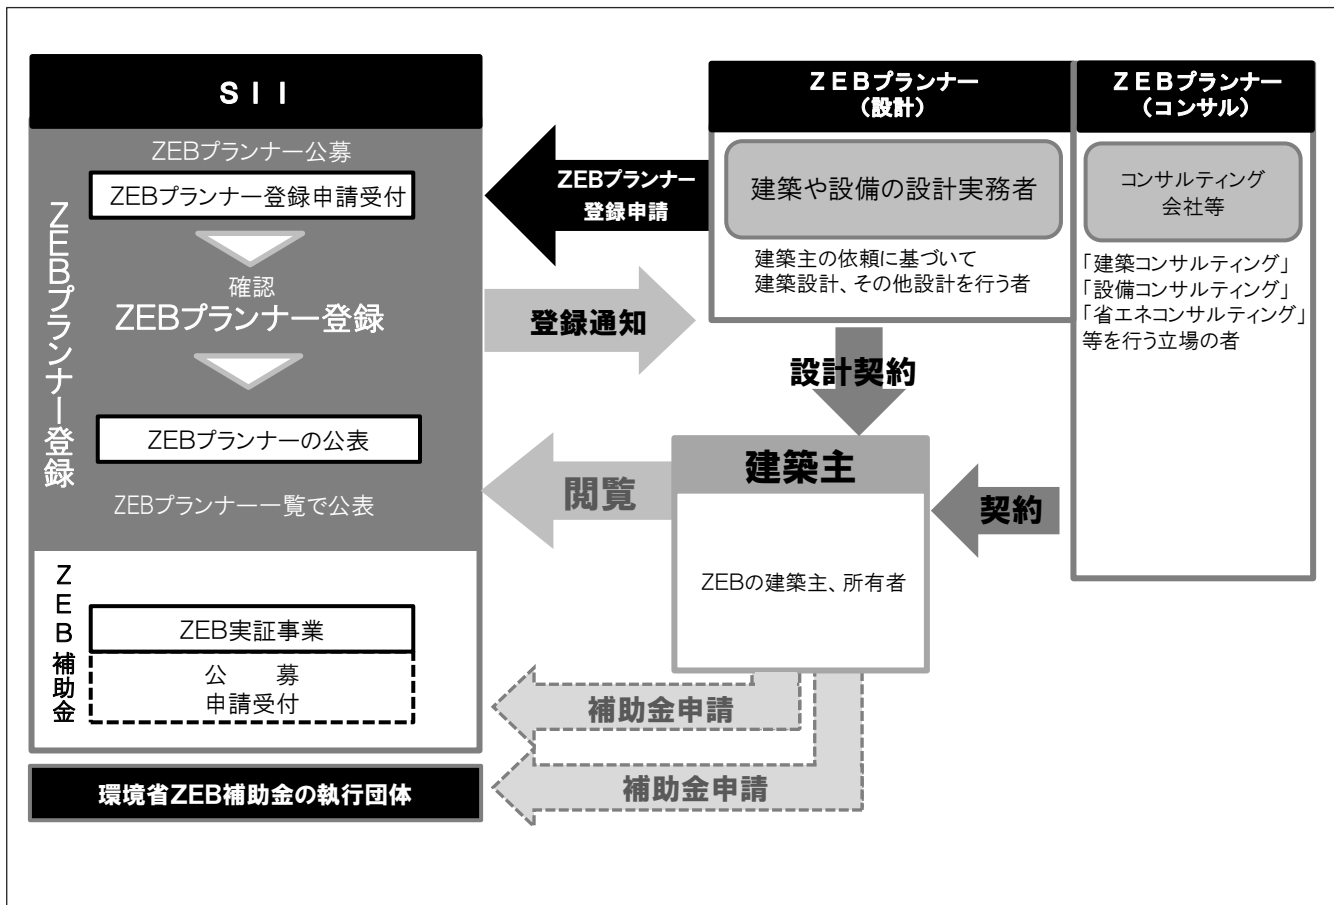 ＳＩＩ
ZEBプランナー公募
ZEBプランナー登録申請受付
確認
ZEBプランナー登録
ZEBプランナーの公表
ZEBプランナー一覧で公表
ZEBプランナー登録
ZEB補助金
ZEB実証事業
公　募
申請受付
環境省ZEB補助金の執行団体
ZEBプランナー
登録申請
登録通知
閲覧
補助金申請
補助金申請
ＺＥＢプランナー
（設計）
建築や設備の設計実務者
建築主の依頼に基づいて
建築設計、その他設計を行う者
設計契約
建築主
ZEBの建築主、所有者
契約
ＺＥＢプランナー
（コンサル）
コンサルティング
会社等
「建築コンサルティング」
「設備コンサルティング」
「省エネコンサルティング」
等を行う立場の者